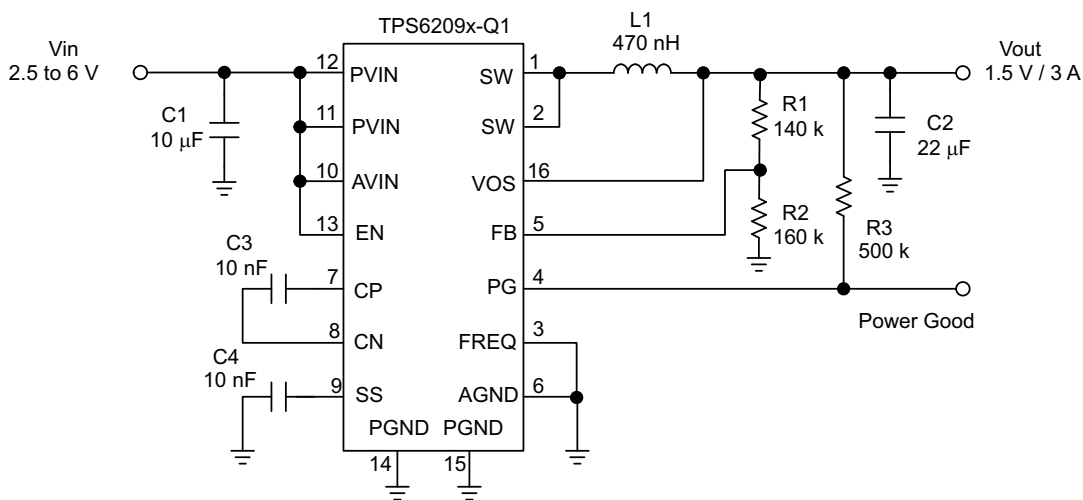 TPS6209x-Q1
L1
470 nH
Vin
2.5 to 6 V
Vout
1.5 V / 3 A
12
PVIN
SW
1
C1
10 µF
11
PVIN
SW
2
R1
140 k
C2
22 µF
10
AVIN
VOS
16
13
EN
FB
5
R2
160 k
R3
500 k
C3
10 nF
7
CP
PG
4
Power Good
8
CN
FREQ
3
C4
10 nF
9
SS
AGND
6
PGND PGND
14
15